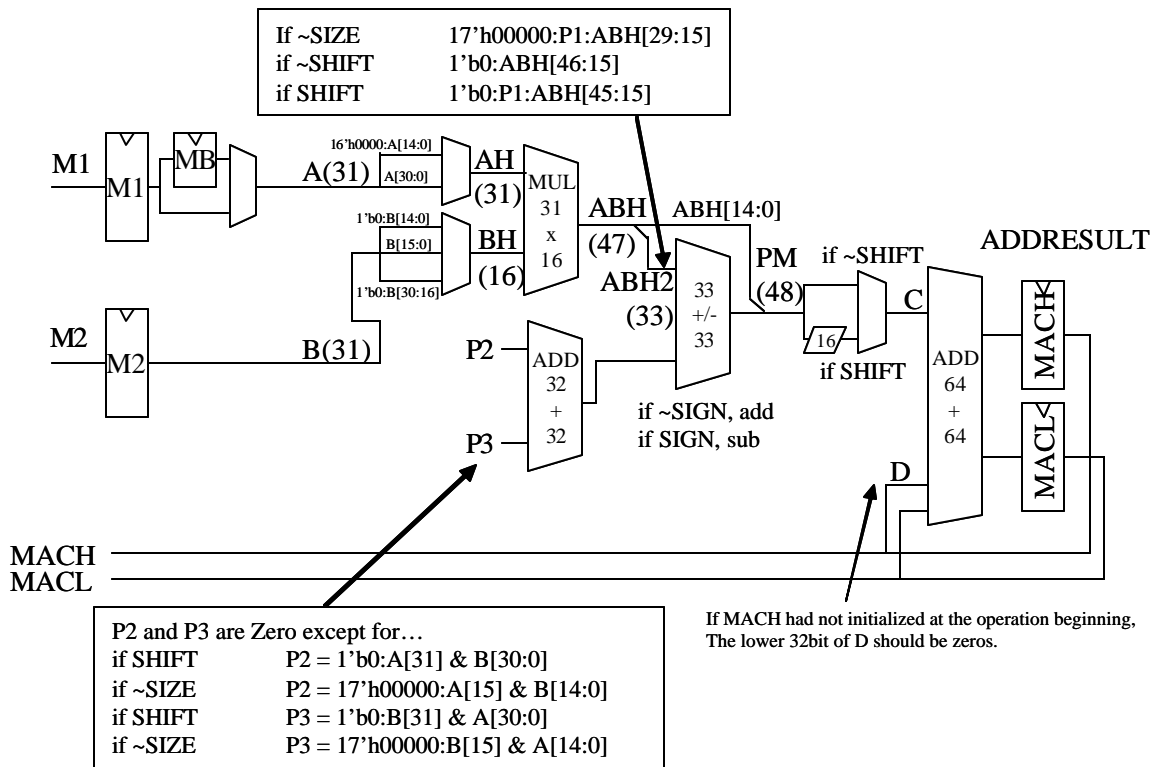 If ~SIZE 17'h00000:P1:ABH[29:15]
if ~SHIFT 1'b0:ABH[46:15]
if SHIFT 1'b0:P1:ABH[45:15]
M1
M1
MB
A(31)
16'h0000:A[14:0]
A[30:0]
AH
(31)
MUL
31
x
16
1'b0:B[14:0]
B[15:0]
1'b0:B[30:16]
BH
(16)
ABH
(47)
ABH[14:0]
ABH2
(33)
33
+/-
33
PM
(48)
if ~SHIFT
16
if SHIFT
C
ADDRESULT
MACH
MACL
ADD
64
+
64
D
M2
M2
B(31)
P2
P3
ADD
32
+
32
if ~SIGN, add
if SIGN, sub
MACH
MACL
P2 and P3 are Zero except for…
if SHIFT P2 = 1'b0:A[31] & B[30:0]
if ~SIZE P2 = 17'h00000:A[15] & B[14:0]
if SHIFT P3 = 1'b0:B[31] & A[30:0]
if ~SIZE P3 = 17'h00000:B[15] & A[14:0]
If MACH had not initialized at the operation beginning,
The lower 32bit of D should be zeros.